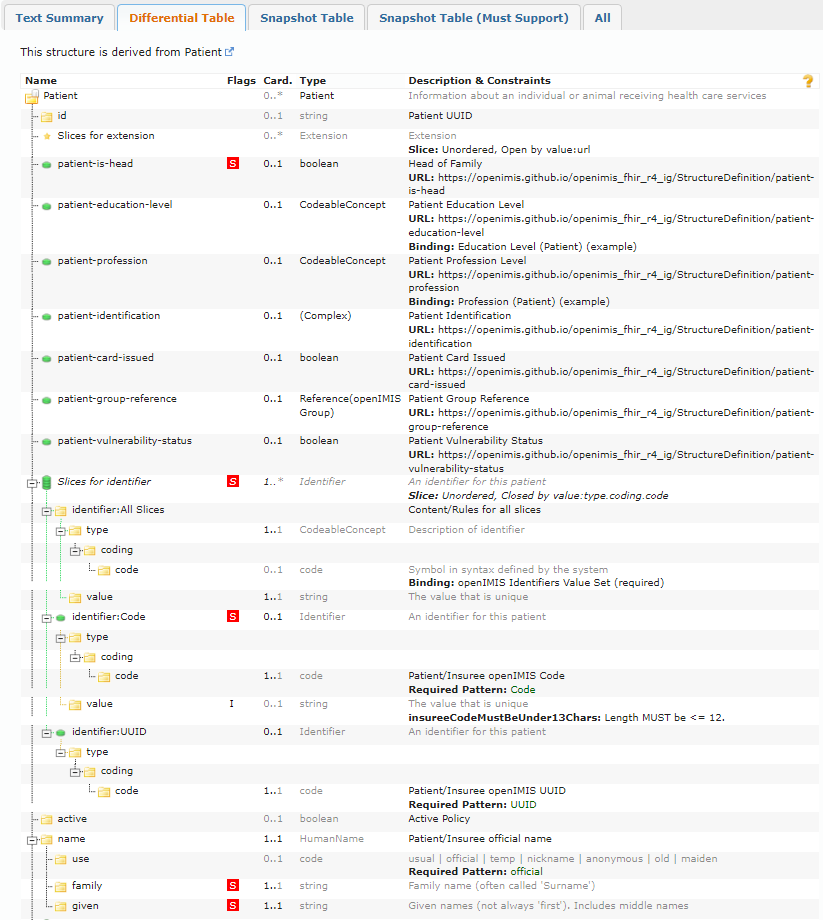 Text Summary Differential Table Snapshot Table Snapshot Table (Must Support) All
This structure is derived from Patient
Name Flags Card. Type Description & Constraints ?
Patient 0..* Patient Information about an individual or animal receiving health care services
id 0..1 string Patient UUID
Slices for extension 0..* Extension Extension
Slice: Unordered, Open by value:url
patient-is-head S 0..1 boolean Head of Family
URL: https://openimis.github.io/openimis_fhir_r4_ig/StructureDefinition/patient-
is-head
patient-education-level 0..1 CodeableConcept Patient Education Level
URL: https://openimis.github.io/openimis_fhir_r4_ig/StructureDefinition/patient-
education-level
Binding: Education Level (Patient) (example)
patient-profession 0..1 CodeableConcept Patient Profession Level
URL: https://openimis.github.io/openimis_fhir_r4_ig/StructureDefinition/patient-
profession
Binding: Profession (Patient) (example)
patient-identification 0..1 (Complex) Patient Identification
URL: https://openimis.github.io/openimis_fhir_r4_ig/StructureDefinition/patient-
identification
patient-card-issued 0..1 boolean Patient Card Issued
URL: https://openimis.github.io/openimis_fhir_r4_ig/StructureDefinition/patient-
card-issued
patient-group-reference 0..1 Reference(openIMIS Patient Group Reference
Group) URL: https://openimis.github.io/openimis_fhir_r4_ig/StructureDefinition/patient-
group-reference
patient-vulnerability-status 0..1 boolean Patient Vulnerability Status
URL: https://openimis.github.io/openimis_fhir_r4_ig/StructureDefinition/patient-
vulnerability-status
Slices for identifier S 1..* Identifier An identifier for this patient
Slice: Unordered, Closed by value:type.coding.code
identifier:All Slices Content/Rules for all slices
type 1..1 CodeableConcept Description of identifier
coding
code 0..1 code Symbol in syntax defined by the system
Binding: openIMIS Identifiers Value Set (required)
value 1..1 string The value that is unique
identifier:Code S 0..1 Identifier An identifier for this patient
type
coding
code 1..1 code Patient/Insuree openIMIS Code
Required Pattern: Code
value I 0..1 string The value that is unique
insureeCodeMustBeUnder13Chars: Length MUST be <= 12.
identifier:UUID 0..1 Identifier An identifier for this patient
type
coding
code 1..1 code Patient/Insuree openIMIS UUID
Required Pattern: UUID
active 0..1 boolean Active Policy
name 1..1 HumanName Patient/Insuree official name
use 0..1 code usual | official | temp | nickname | anonymous | old | maiden
Required Pattern: official
family S 1..1 string Family name (often called 'Surname')
given S 1..1 string Given names (not always 'first'). Includes middle names